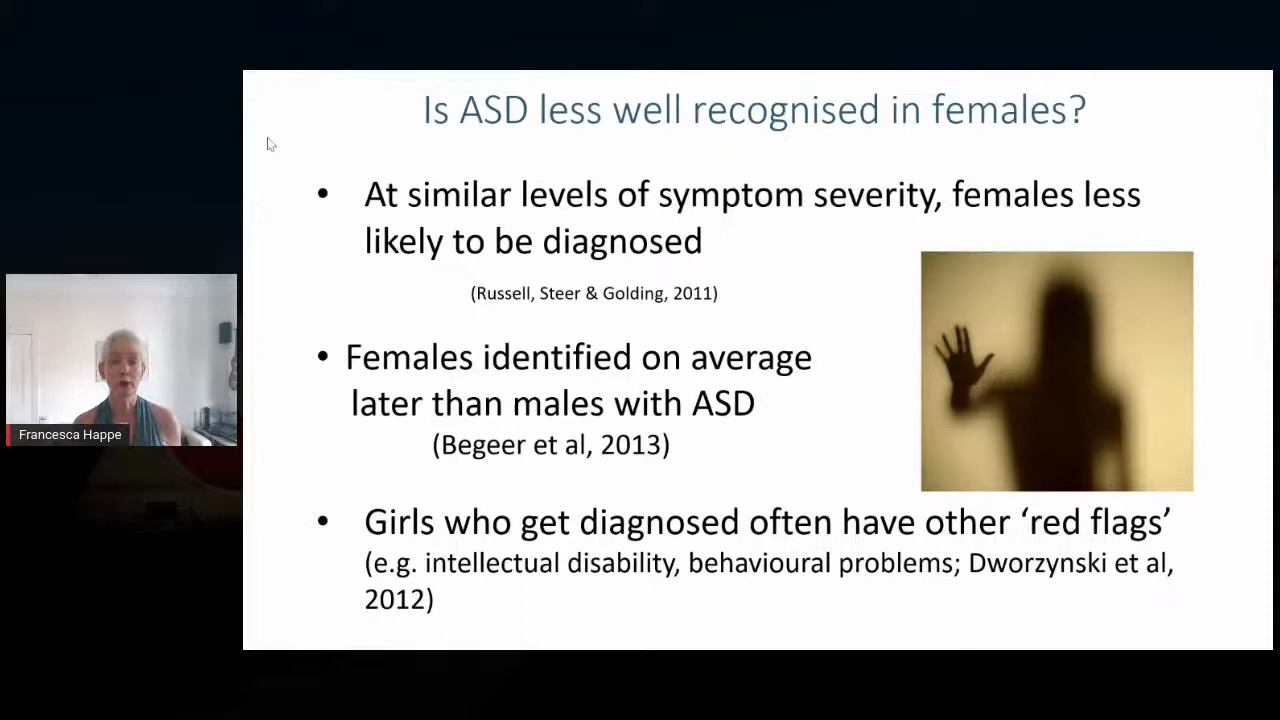 Is ASD less well recognised in females?
• At similar levels of symptom severity, females less
likely to be diagnosed
(Russell, Steer & Golding, 2011)
• Females identified on average
later than males with ASD
(Begeer et al, 2013)
• Girls who get diagnosed often have other ‘red flags’
(e.g. intellectual disability, behavioural problems; Dworzynski et al,
2012)
Francesca Happe